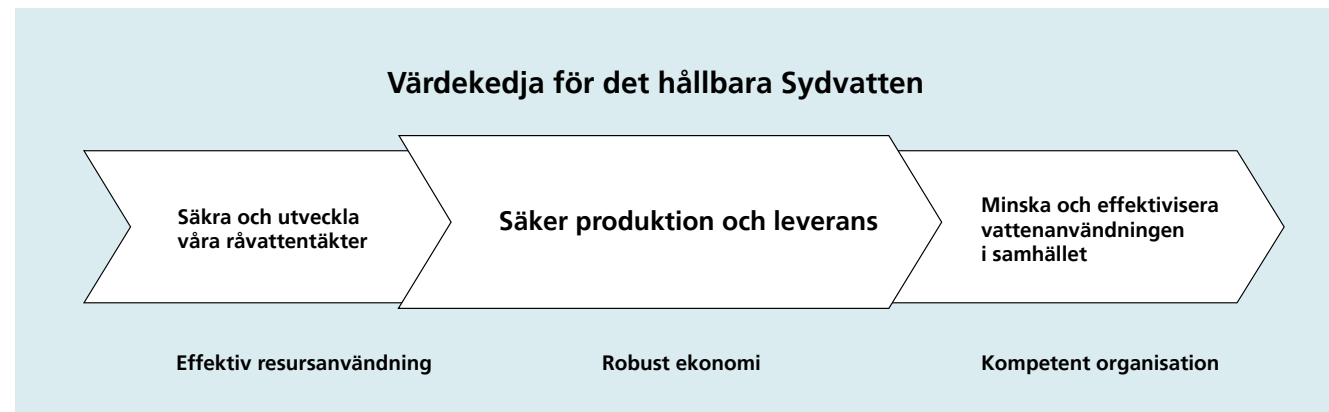 Värdekedja för det hållbara Sydvatten
Säkra och utveckla
våra råvattentäkter
Säker produktion och leverans
Minska och effektivisera
vattenanvändningen
i samhället
Effektiv resursanvändning
Robust ekonomi
Kompetent organisation